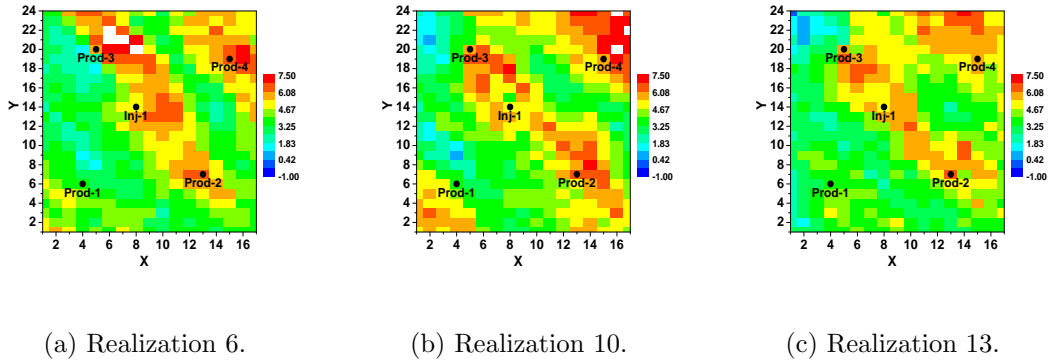 24
22
20
18
16
14
12
10
8
6
4
2
Y
2 4 6 8 10 12 14 16
X
Prod-3
Prod-4
Inj-1
Prod-2
Prod-1
7.50
6.08
4.67
3.25
1.83
0.42
-1.00
(a) Realization 6.
24
22
20
18
16
14
12
10
8
6
4
2
Y
2 4 6 8 10 12 14 16
X
Prod-3
Prod-4
Inj-1
Prod-2
Prod-1
7.50
6.08
4.67
3.25
1.83
0.42
-1.00
(b) Realization 10.
24
22
20
18
16
14
12
10
8
6
4
2
Y
2 4 6 8 10 12 14 16
X
Prod-3
Prod-4
Inj-1
Prod-2
Prod-1
7.50
6.08
4.67
3.25
1.83
0.42
-1.00
(c) Realization 13.